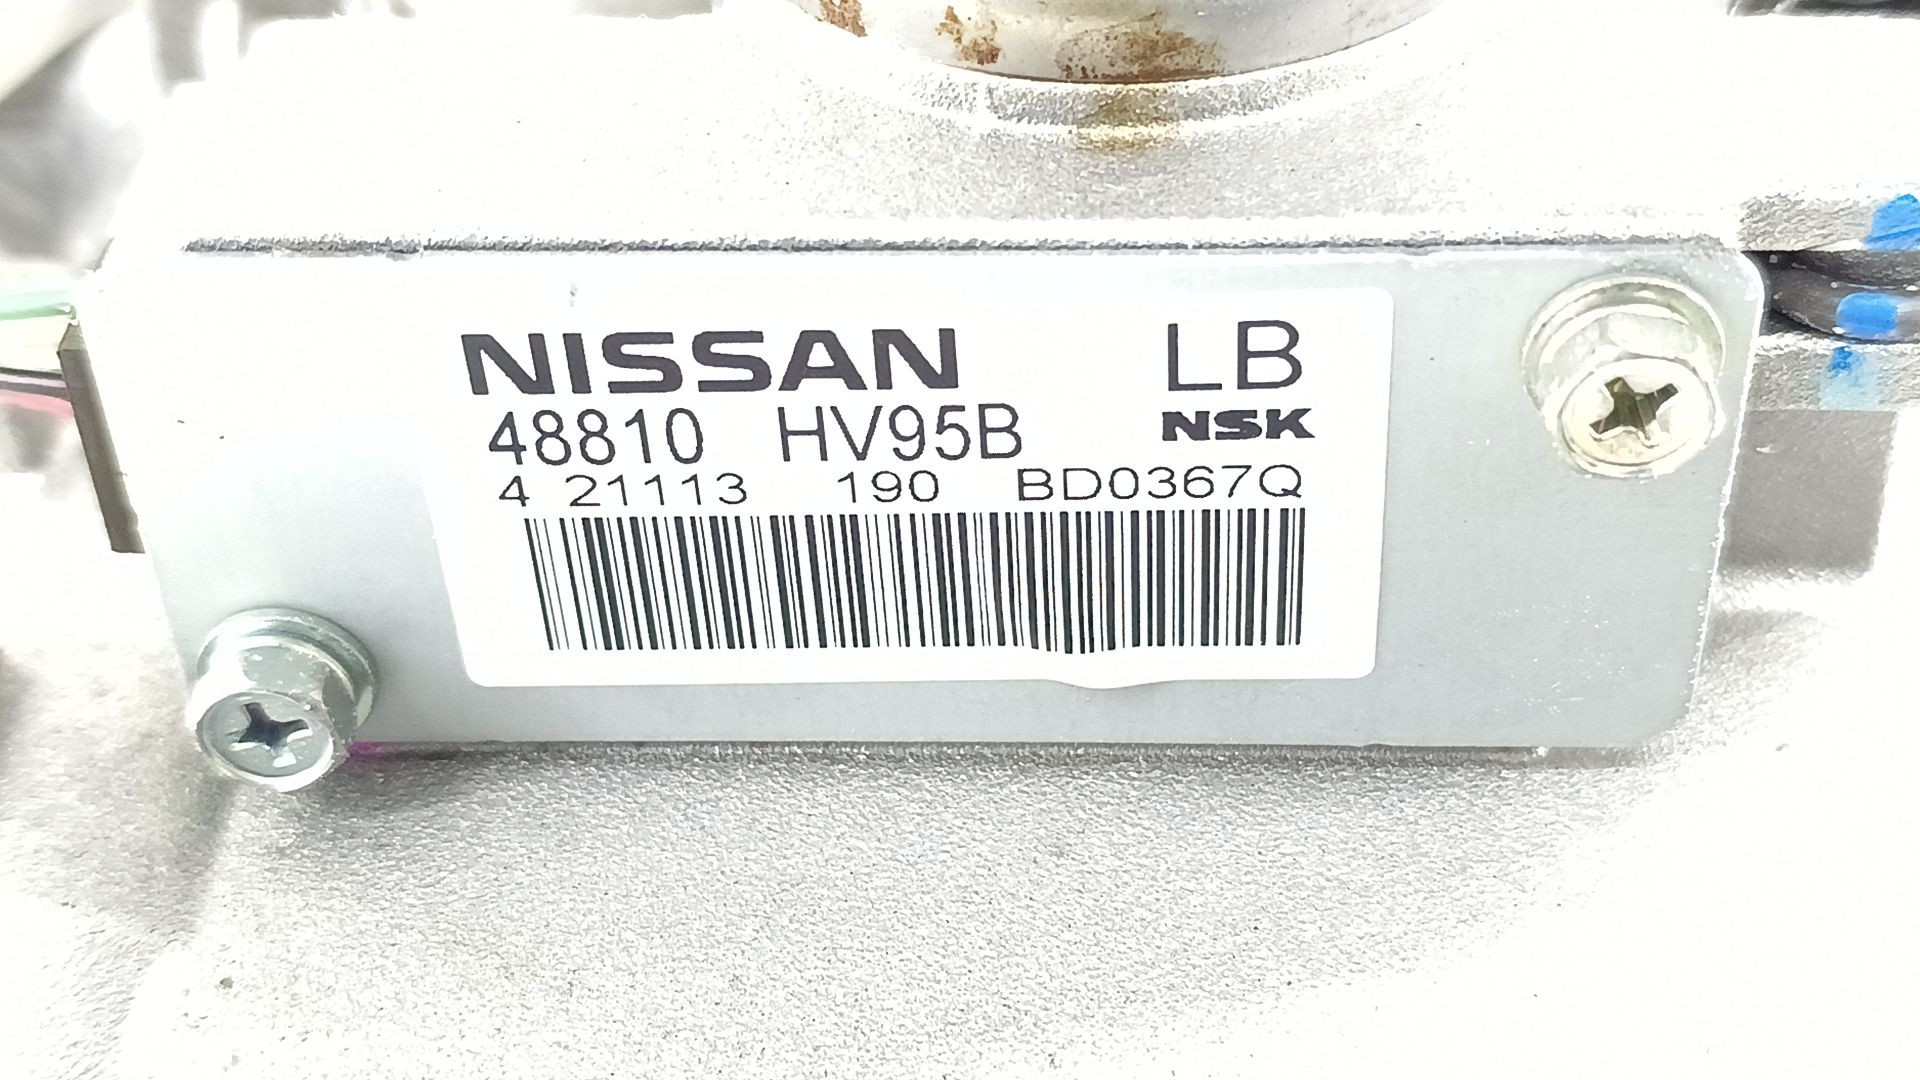 NISSAN LB
48810 HV95B NSK
4 21113 190 BD0367Q